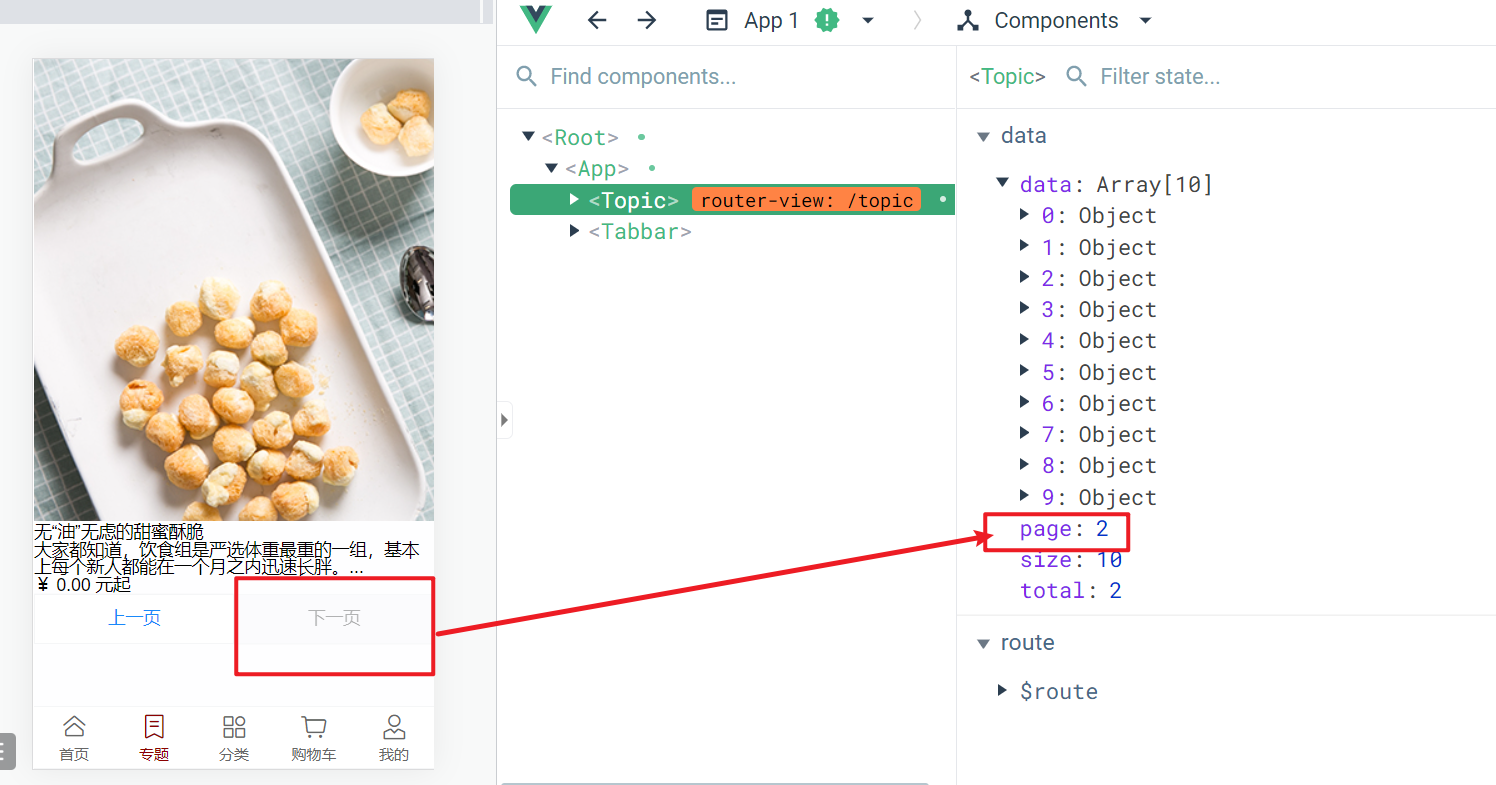 App 1
Components
Find components...
<Topic>
Filter state...
<Root>
<App>
<Topic> router-view: /topic
<Tabbar>
data
data: Array[10]
0: Object
1: Object
2: Object
3: Object
4: Object
5: Object
6: Object
7: Object
8: Object
9: Object
page: 2
size: 10
total: 2
route
$route
无“油”无虑的甜蜜酥脆
大家都知道，饮食组是严选体重最重的一组，基本
上每个新人都能在一个月之内迅速长胖。...
￥ 0.00 元起
上一页
下一页
首页
专题
分类
购物车
我的